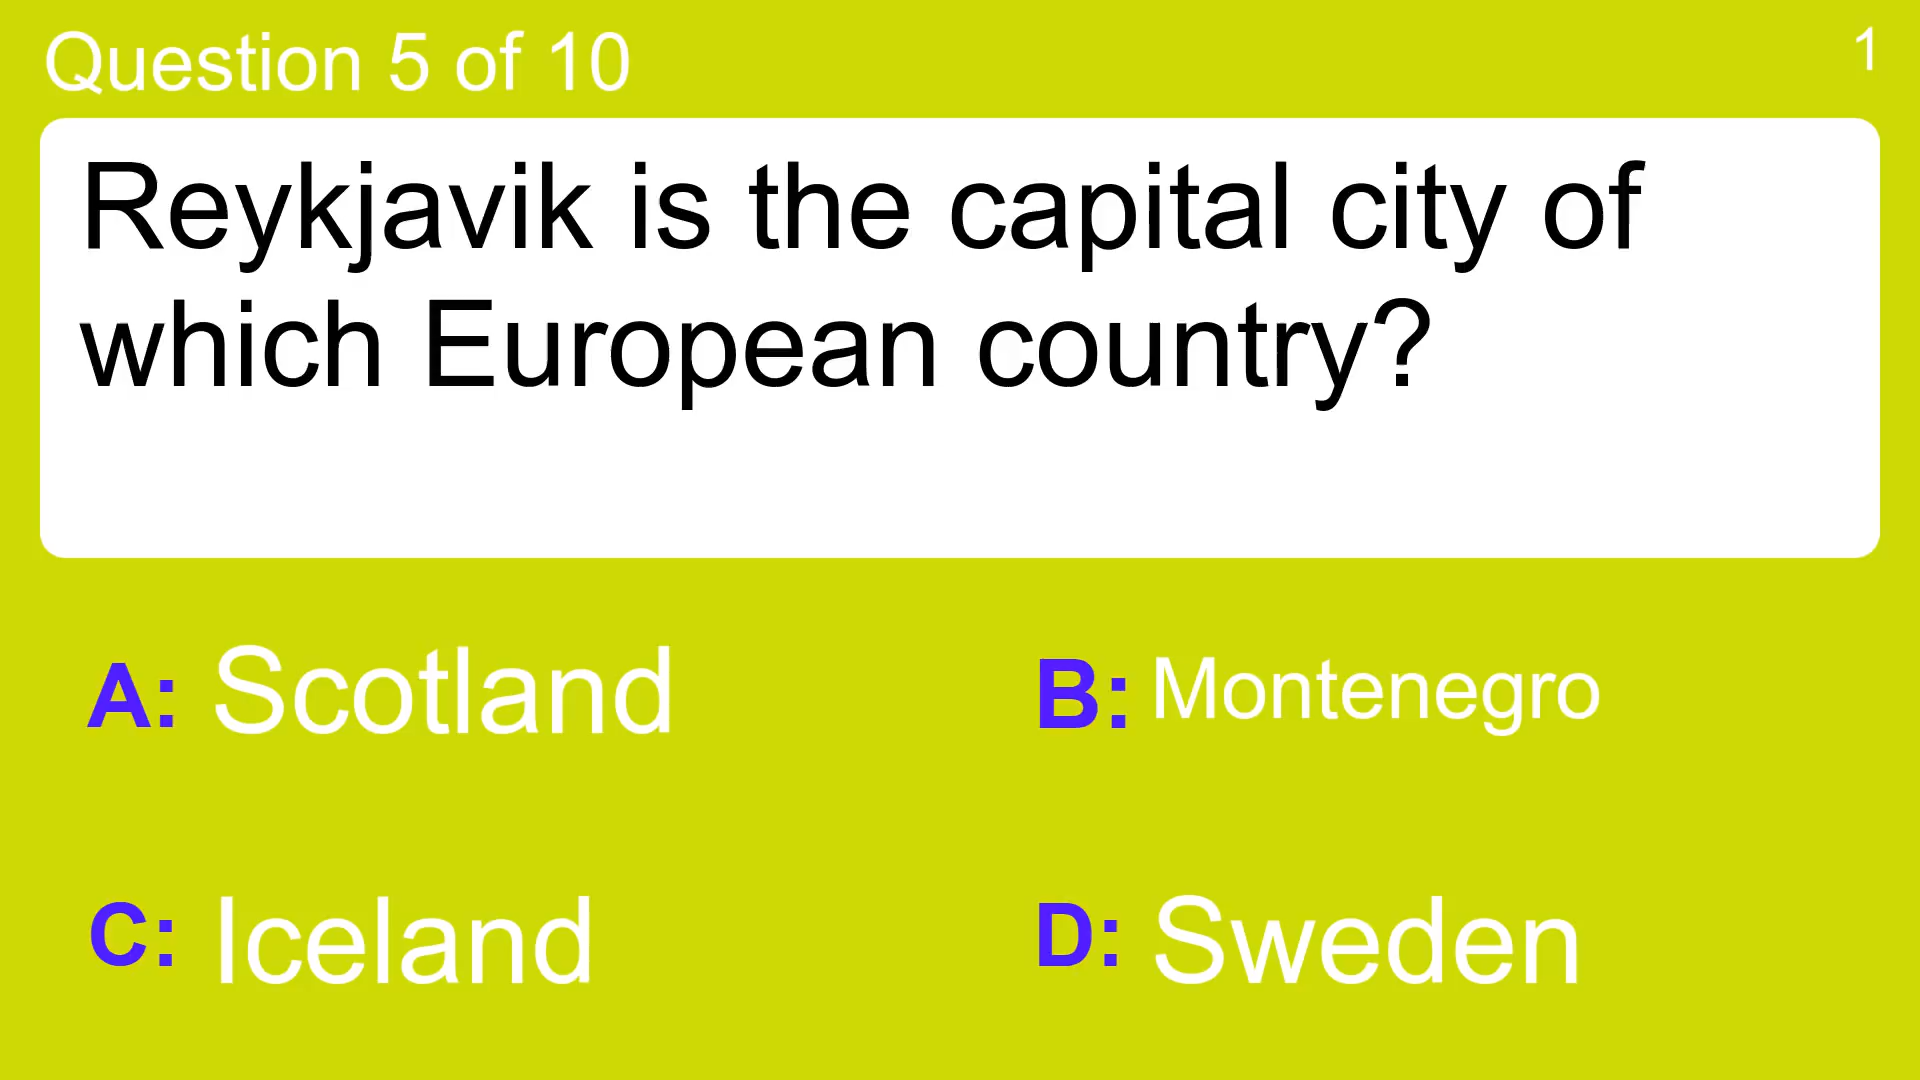 Question 5 of 10
1
Reykjavik is the capital city of
which European country?
A: Scotland
B: Montenegro
C: Iceland
D: Sweden